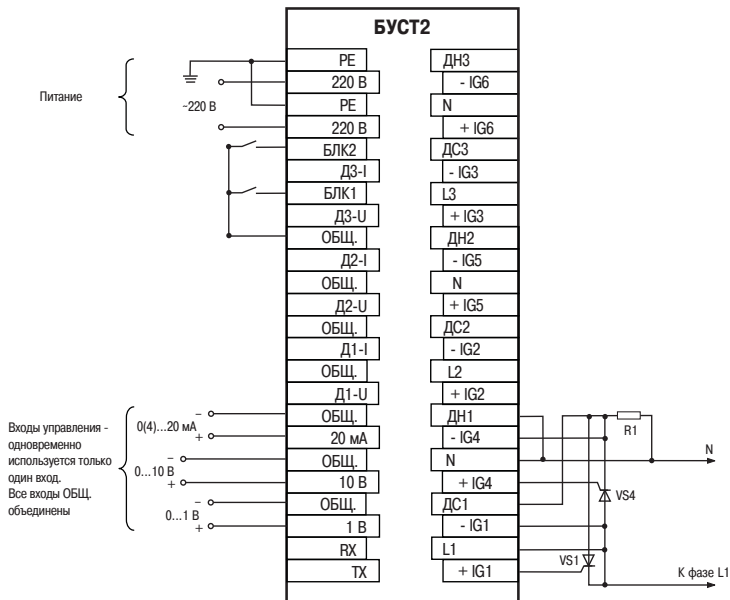 БУСТ2
PE
220 В
PE
220 В
БЛК2
Д3-I
БЛК1
Д3-U
ОБЩ.
Д2-I
ОБЩ.
Д2-U
ОБЩ.
Д1-I
ОБЩ.
Д1-U
ОБЩ.
20 мА
ОБЩ.
10 В
ОБЩ.
1 В
RX
TX
ДН3
- IG6
N
+ IG6
ДС3
- IG3
L3
+ IG3
ДН2
- IG5
N
+ IG5
ДС2
- IG2
L2
+ IG2
ДН1
- IG4
N
+ IG4
ДС1
- IG1
L1
+ IG1
Питание
~220 В
Входы управления -
одновременно
используется только
один вход.
Все входы ОБЩ.
объединены
–
0(4)...20 мА
+
–
0...10 В
+
–
0...1 В
+
R1
N
VS4
VS1
К фазе L1